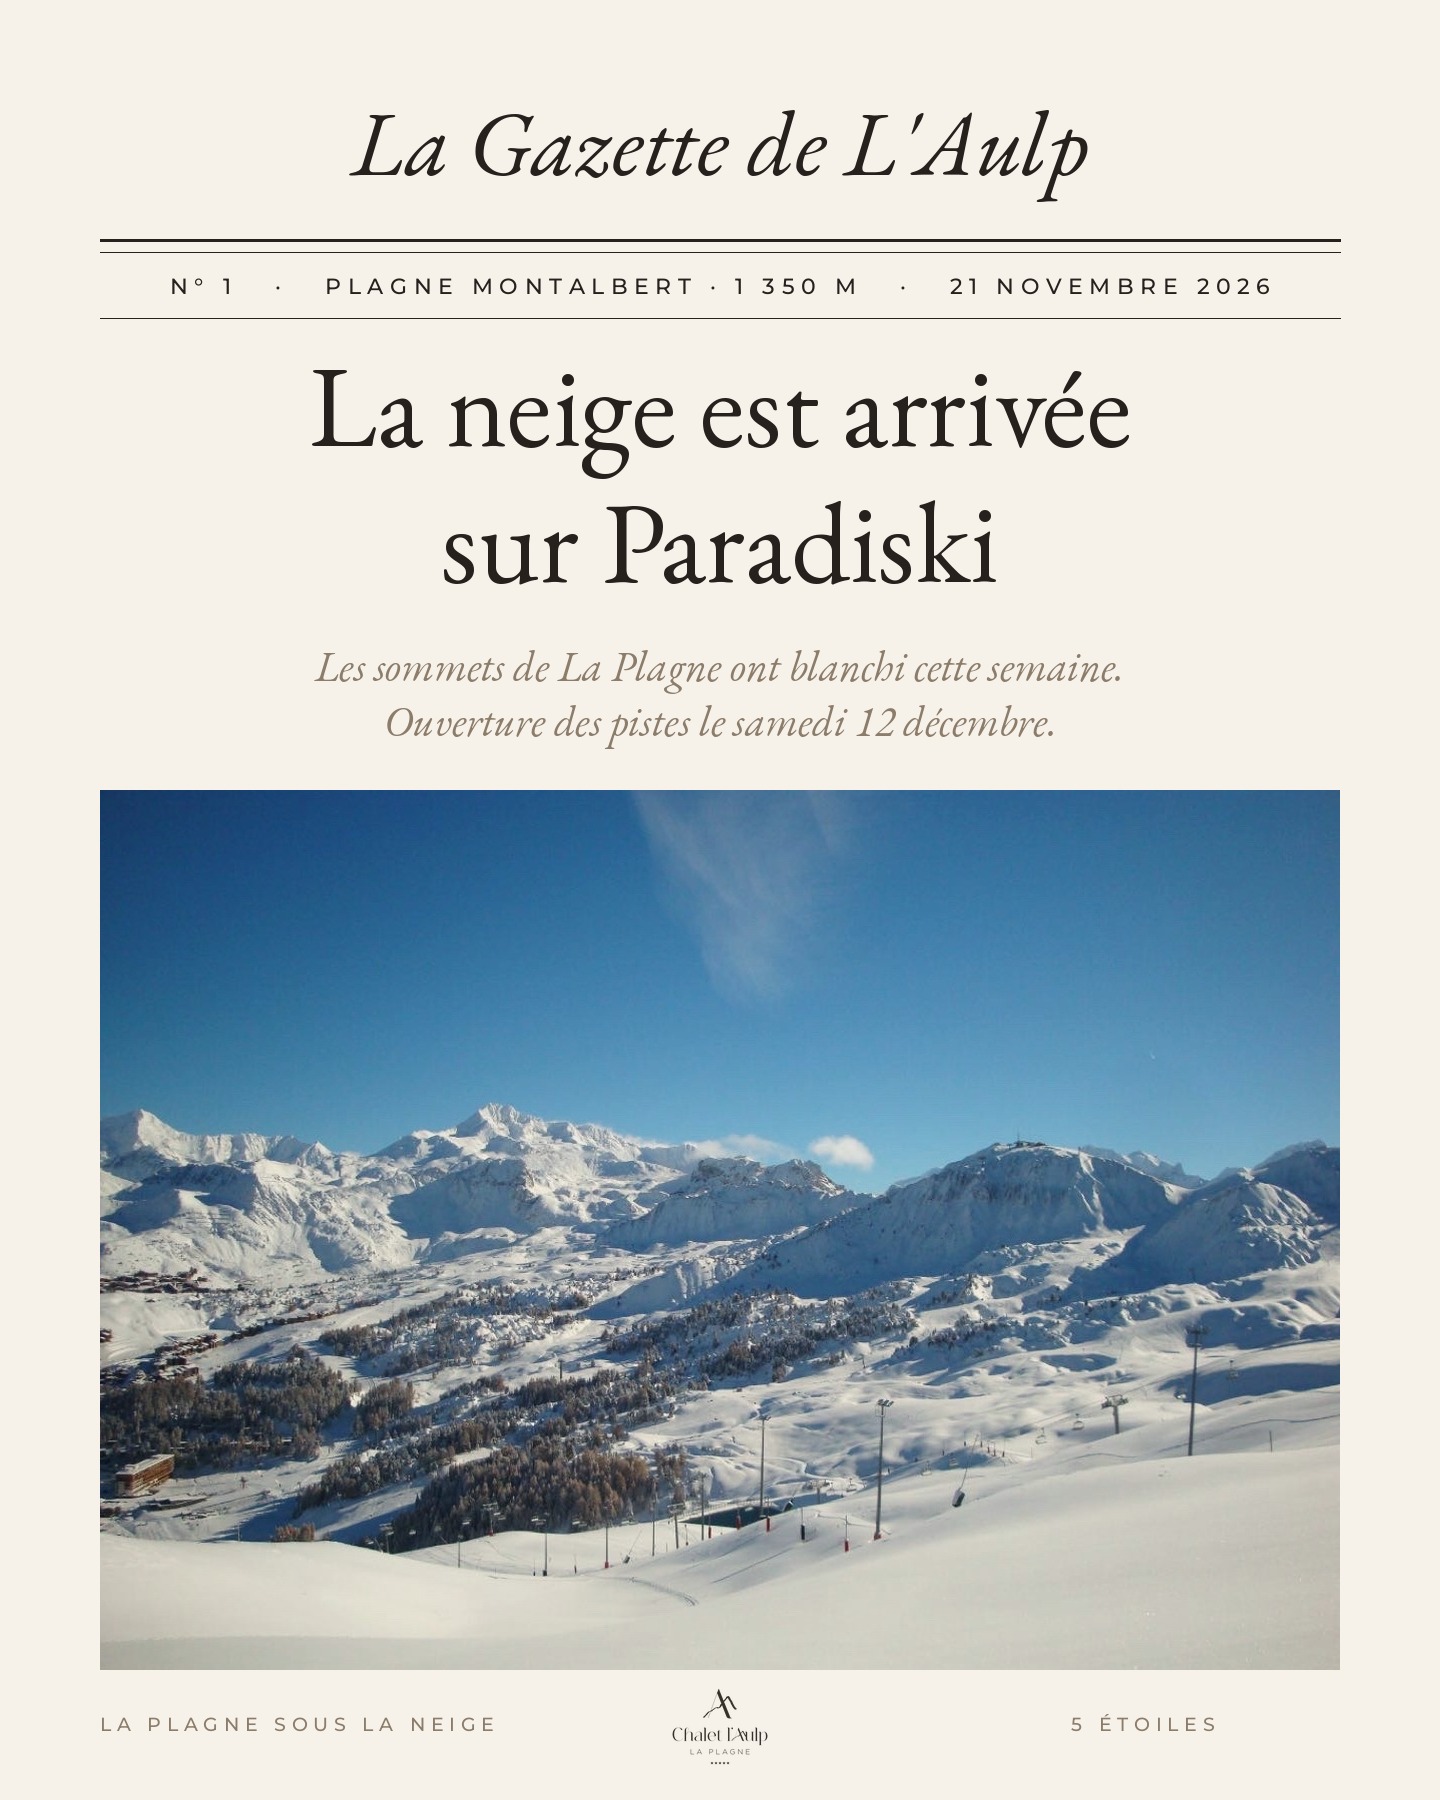 La Gazette de L'Aulp
N° 1 · PLAGNE MONTALBERT · 1 350 M · 21 NOVEMBRE 2026
La neige est arrivée
sur Paradiski
Les sommets de La Plagne ont blanchi cette semaine.
Ouverture des pistes le samedi 12 décembre.
LA PLAGNE SOUS LA NEIGE
Chalet l'Aulp
LA PLAGNE
5 ÉTOILES